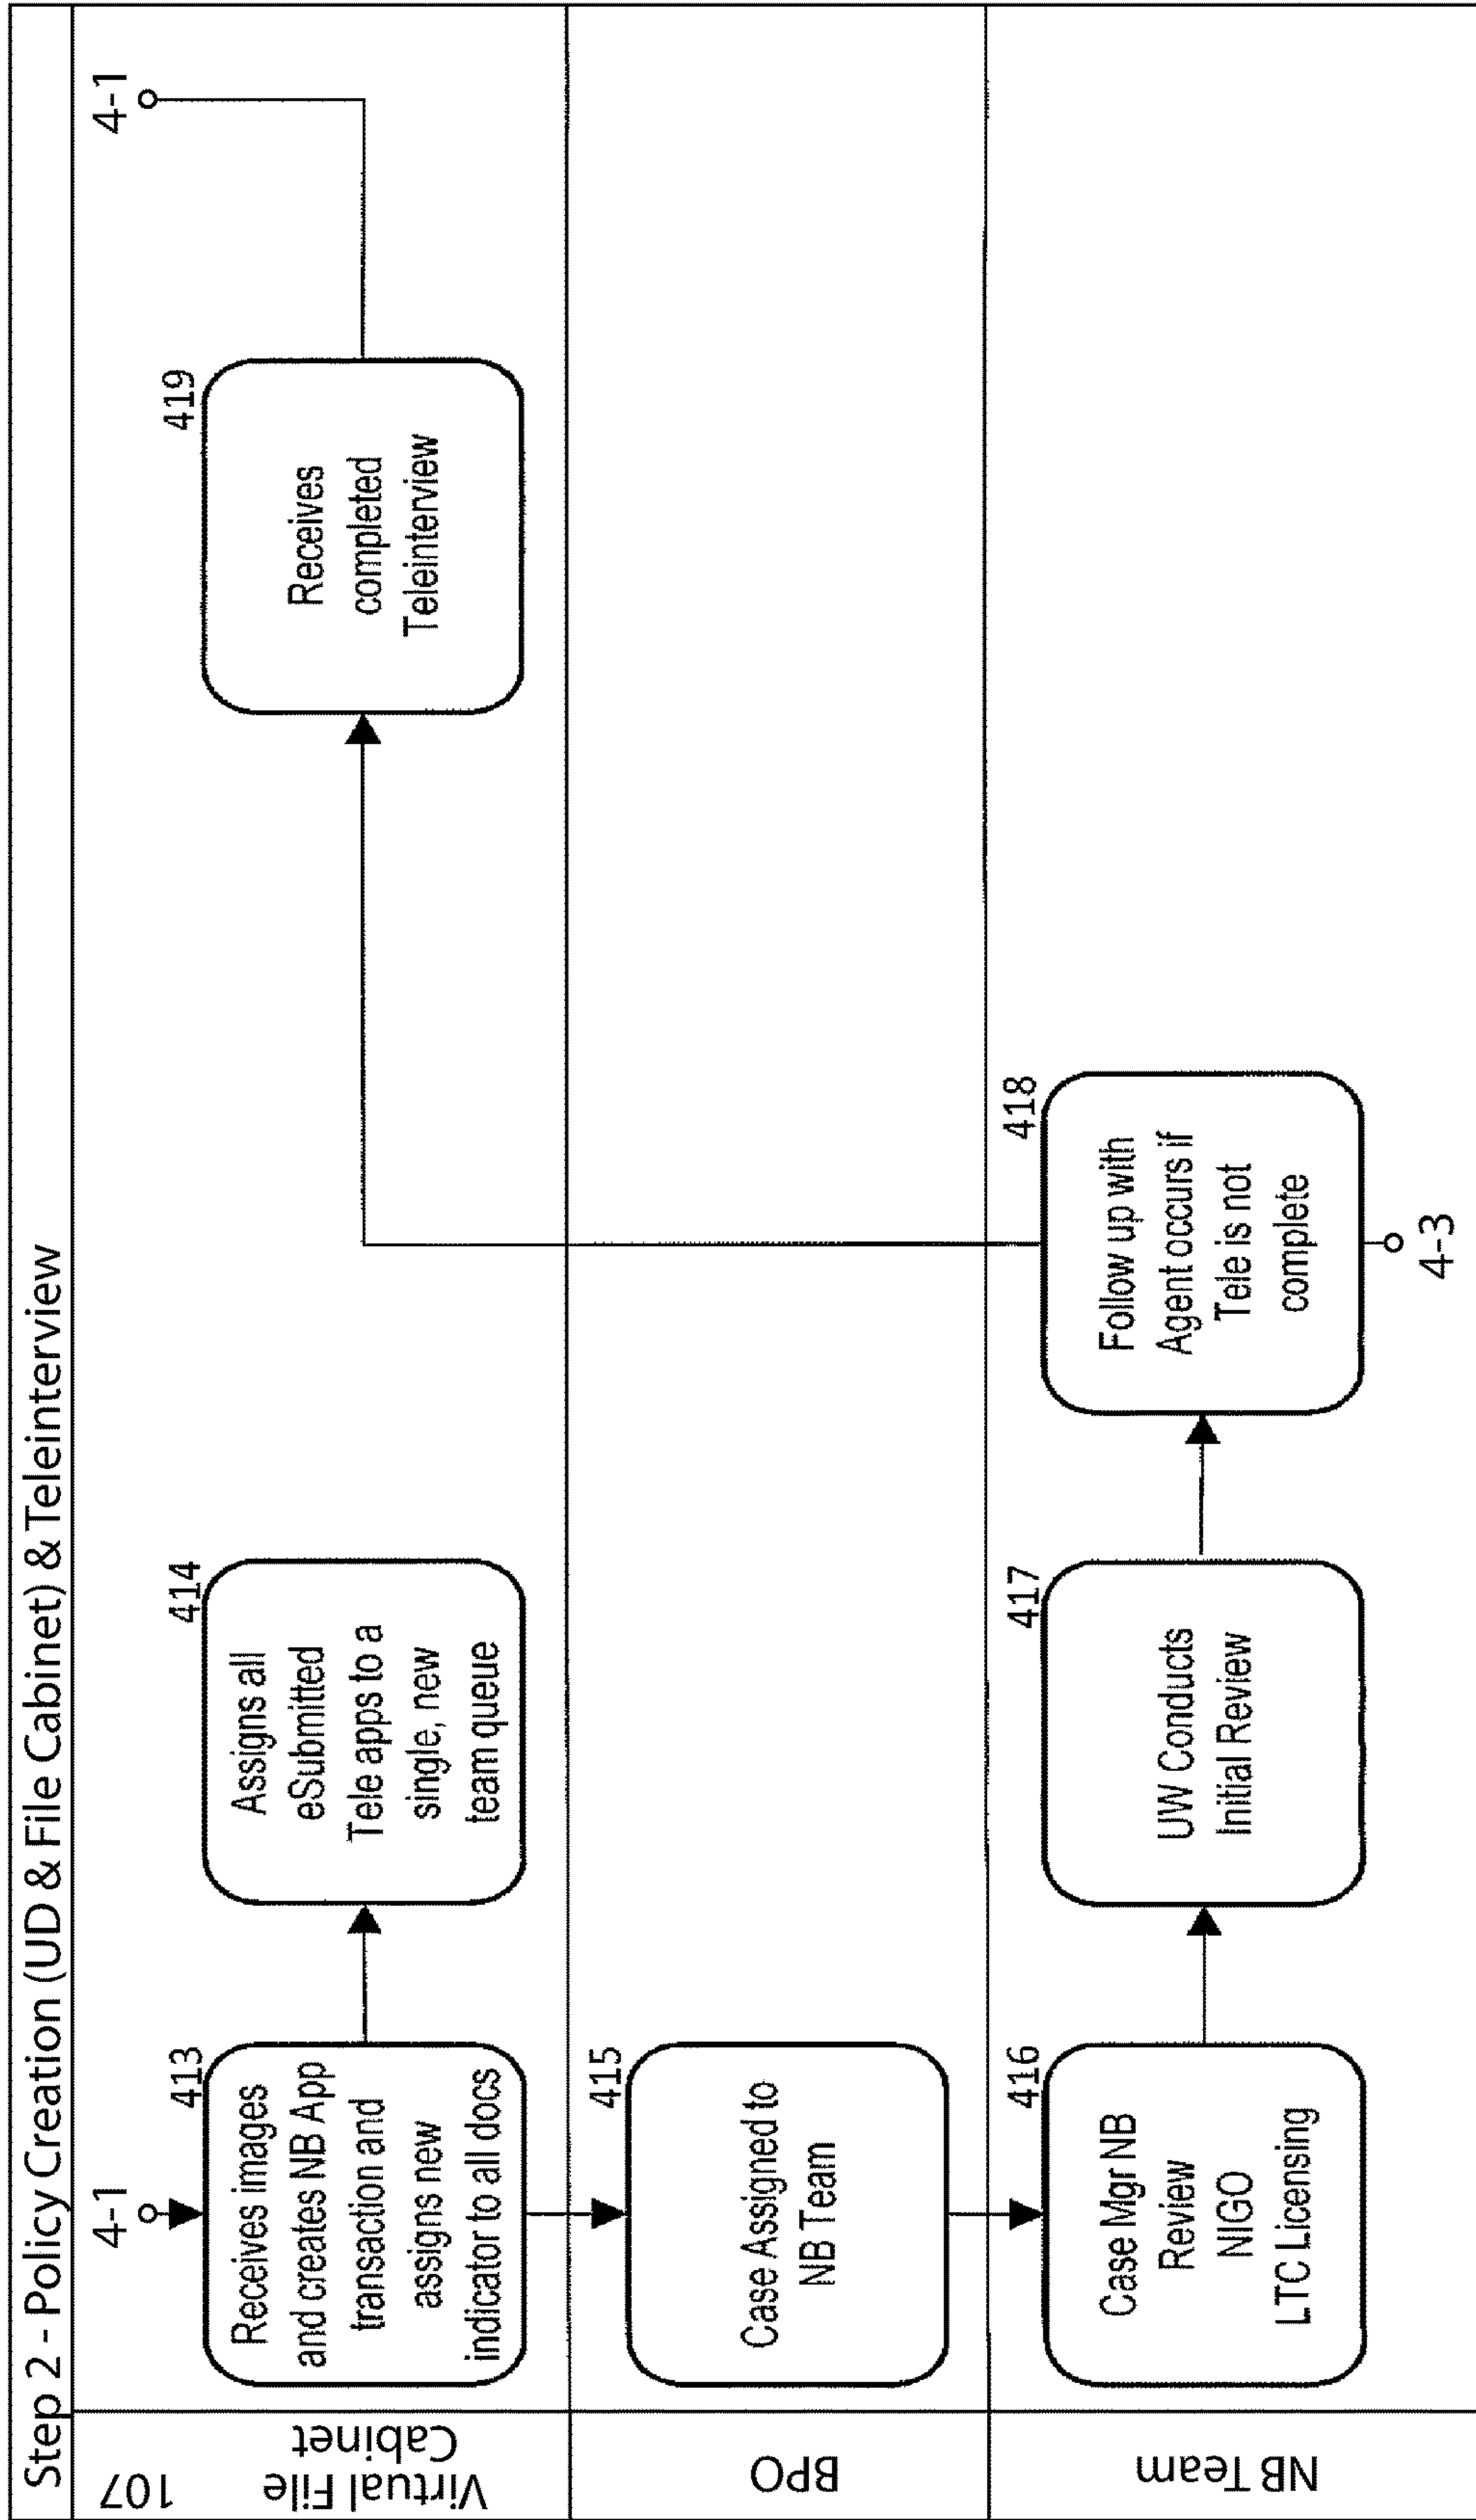 Step 2 - Policy Creation (UD & File Cabinet) & Teleinterview
107
Virtual File
Cabinet
4-1
413
Receives images
and creates NB App
transaction and
assigns new
indicator to all docs
414
Assigns all
eSubmitted
Tele apps to a
single, new
team queue
419
Receives
completed
Teleinterview
4-1
BPO
415
Case Assigned to
NB Team
NB Team
416
Case Mgr NB
Review
NIGO
LTC Licensing
417
UW Conducts
Initial Review
418
Follow up with
Agent occurs if
Tele is not
complete
4-3